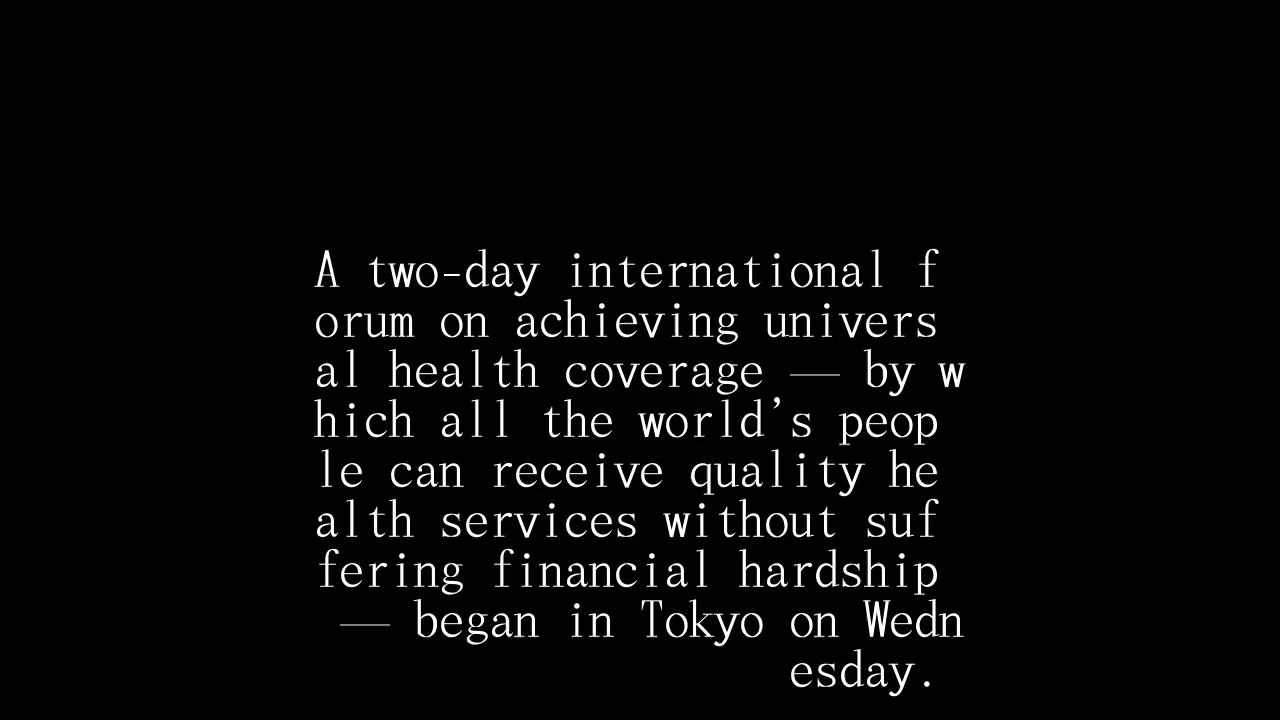 A two-day international f
orum on achieving univers
al health coverage — by w
hich all the world's peop
le can receive quality he
alth services without suf
fering financial hardship
— began in Tokyo on Wedn
esday.